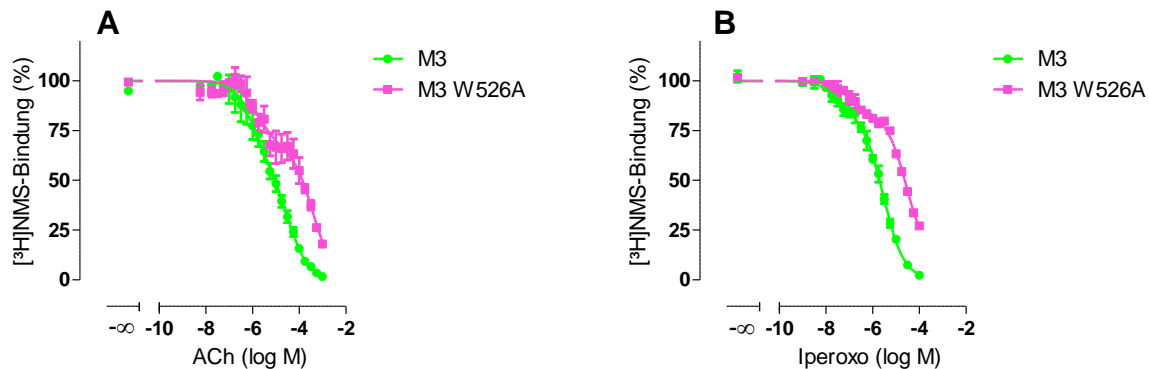 A
[³H]NMS-Bindung (%)
100
75
50
25
0
-∞ -10 -8 -6 -4 -2
ACh (log M)
M3
M3 W526A
B
[³H]NMS-Bindung (%)
100
75
50
25
0
-∞ -10 -8 -6 -4 -2
Iperoxo (log M)
M3
M3 W526A